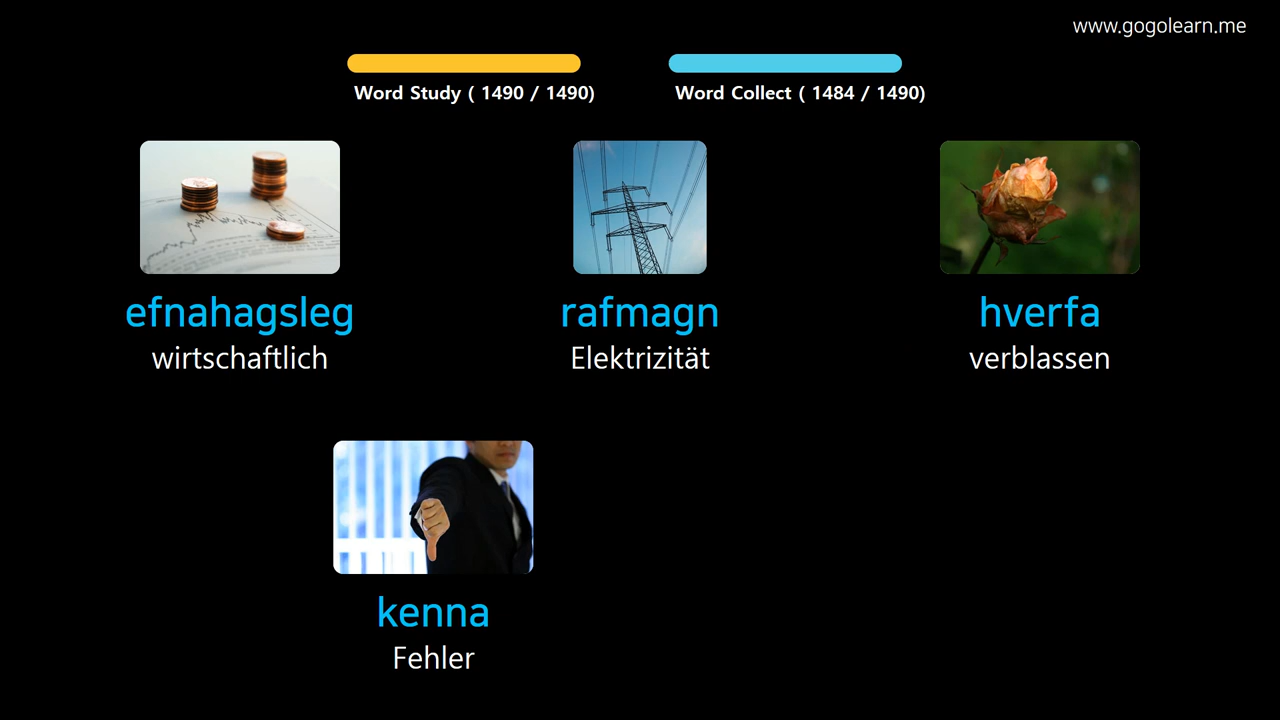 www.gogolearn.me
Word Study ( 1490 / 1490)
Word Collect ( 1484 / 1490)
efnahagsleg
wirtschaftlich
rafmagn
Elektrizität
hverfa
verblassen
kenna
Fehler